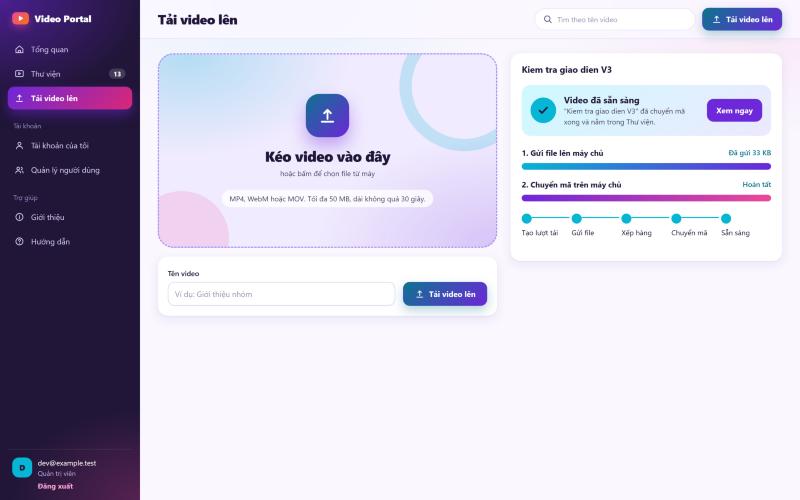 Video Portal
Tổng quan
Thư viện
13
Tải video lên
Tài khoản
Tài khoản của tôi
Quản lý người dùng
Trợ giúp
Giới thiệu
Hướng dẫn
D
dev@example.test
Quản trị viên
Đăng xuất
Tải video lên
Tìm theo tên video
Tải video lên
Kéo video vào đây
hoặc bấm để chọn file từ máy
MP4, WebM hoặc MOV. Tối đa 50 MB, dài không quá 30 giây.
Tên video
Ví dụ: Giới thiệu nhóm
Tải video lên
Kiem tra giao dien V3
Video đã sẵn sàng
"Kiem tra giao dien V3" đã chuyển mã
xong và nằm trong Thư viện.
Xem ngay
1. Gửi file lên máy chủ
Đã gửi 33 KB
2. Chuyển mã trên máy chủ
Hoàn tất
Tạo lượt tải
Gửi file
Xếp hàng
Chuyển mã
Sẵn sàng